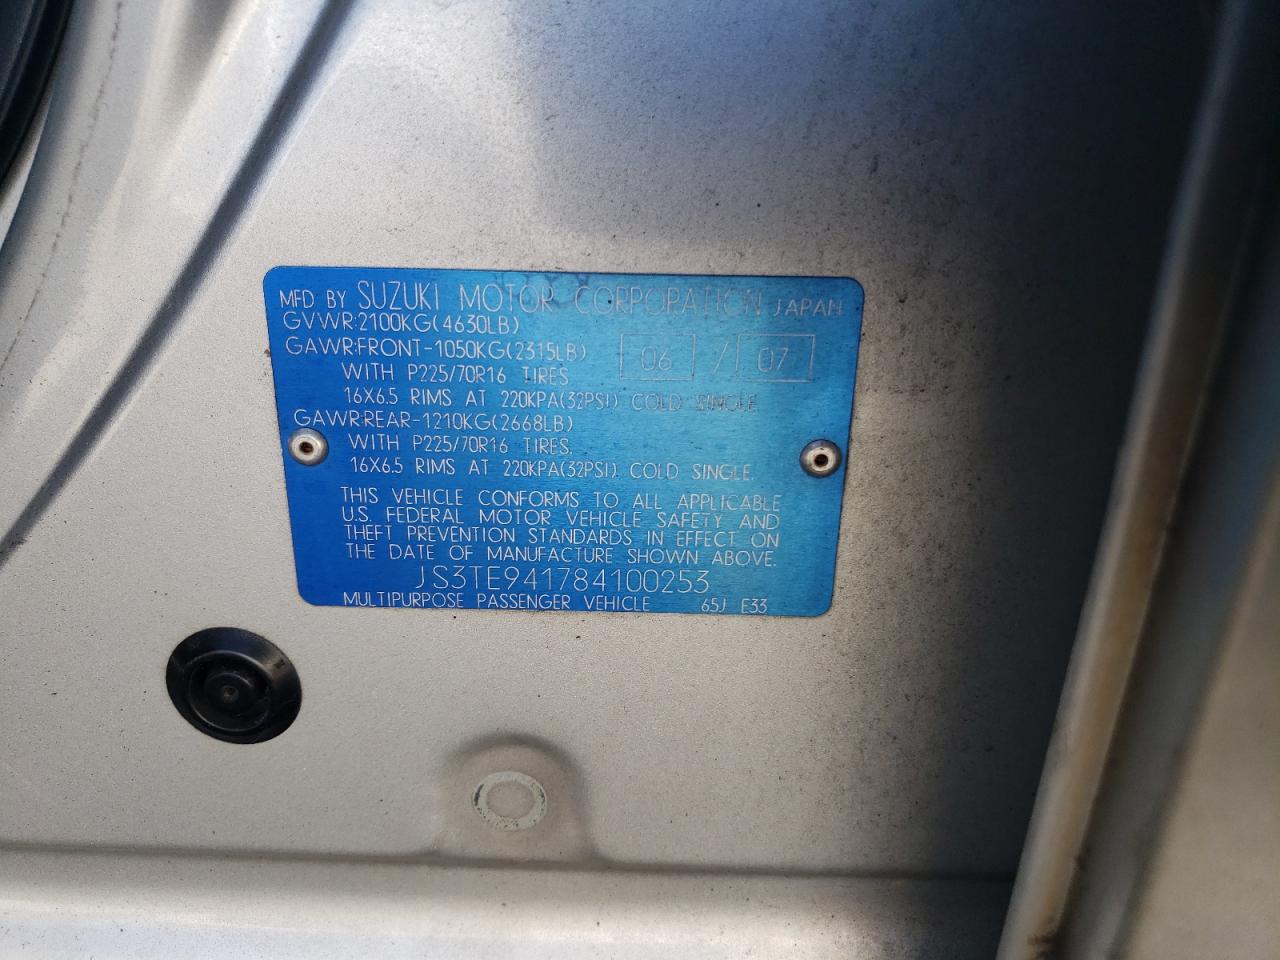 MFD BY SUZUKI MOTOR CORPORATION JAPAN
GVWR:2100KG(4630LB)
GAWR:FRONT-1050KG(2315LB) 06 / 07
WITH P225/70R16 TIRES
16X6.5 RIMS AT 220KPA(32PSI) COLD SINGLE
GAWR:REAR-1210KG(2668LB)
WITH P225/70R16 TIRES.
16X6.5 RIMS AT 220KPA(32PSI) COLD SINGLE.
THIS VEHICLE CONFORMS TO ALL APPLICABLE
U.S. FEDERAL MOTOR VEHICLE SAFETY AND
THEFT PREVENTION STANDARDS IN EFFECT ON
THE DATE OF MANUFACTURE SHOWN ABOVE.
JS3TE941784100253
MULTIPURPOSE PASSENGER VEHICLE 65J E33